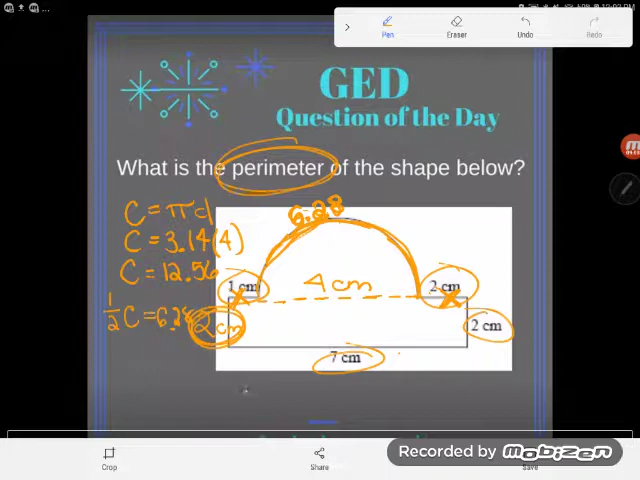 Pen
Eraser
Undo
Redo
GED
Question of the Day
What is the perimeter of the shape below?
C = πd
6.28
C = 3.14(4)
C = 12.56
1 cm
4 cm
2 cm
1/2 C = 6.28
2 cm
2 cm
7 cm
Recorded by
Mobizen
Crop
Share
Save